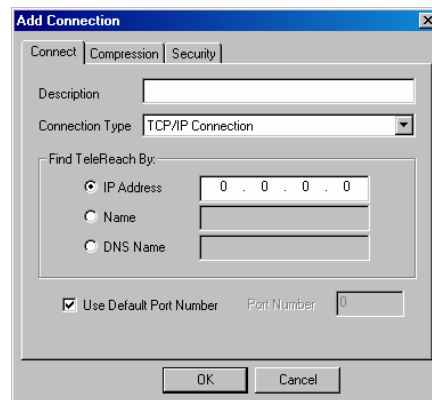 Add Connection
Connect Compression Security
Description
Connection Type TCP/IP Connection
Find TeleReach By:
IP Address 0 . 0 . 0 . 0
Name
DNS Name
Use Default Port Number Port Number 0
OK Cancel